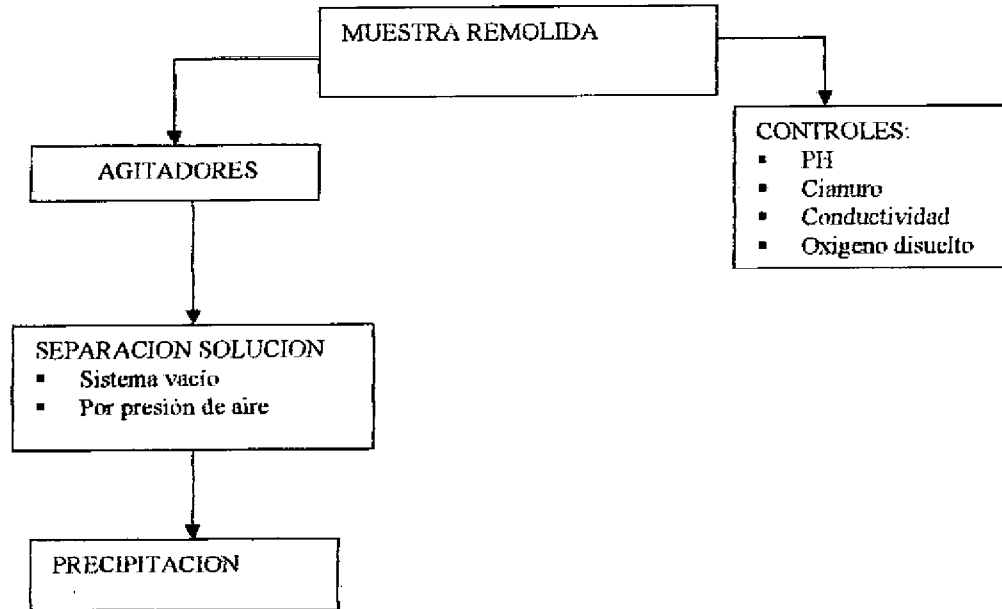 MUESTRA REMOLIDA
AGITADORES
CONTROLES:
▪ PH
▪ Cianuro
▪ Conductividad
▪ Oxigeno disuelto
SEPARACION SOLUCION
▪ Sistema vacío
▪ Por presión de aire
PRECIPITACION